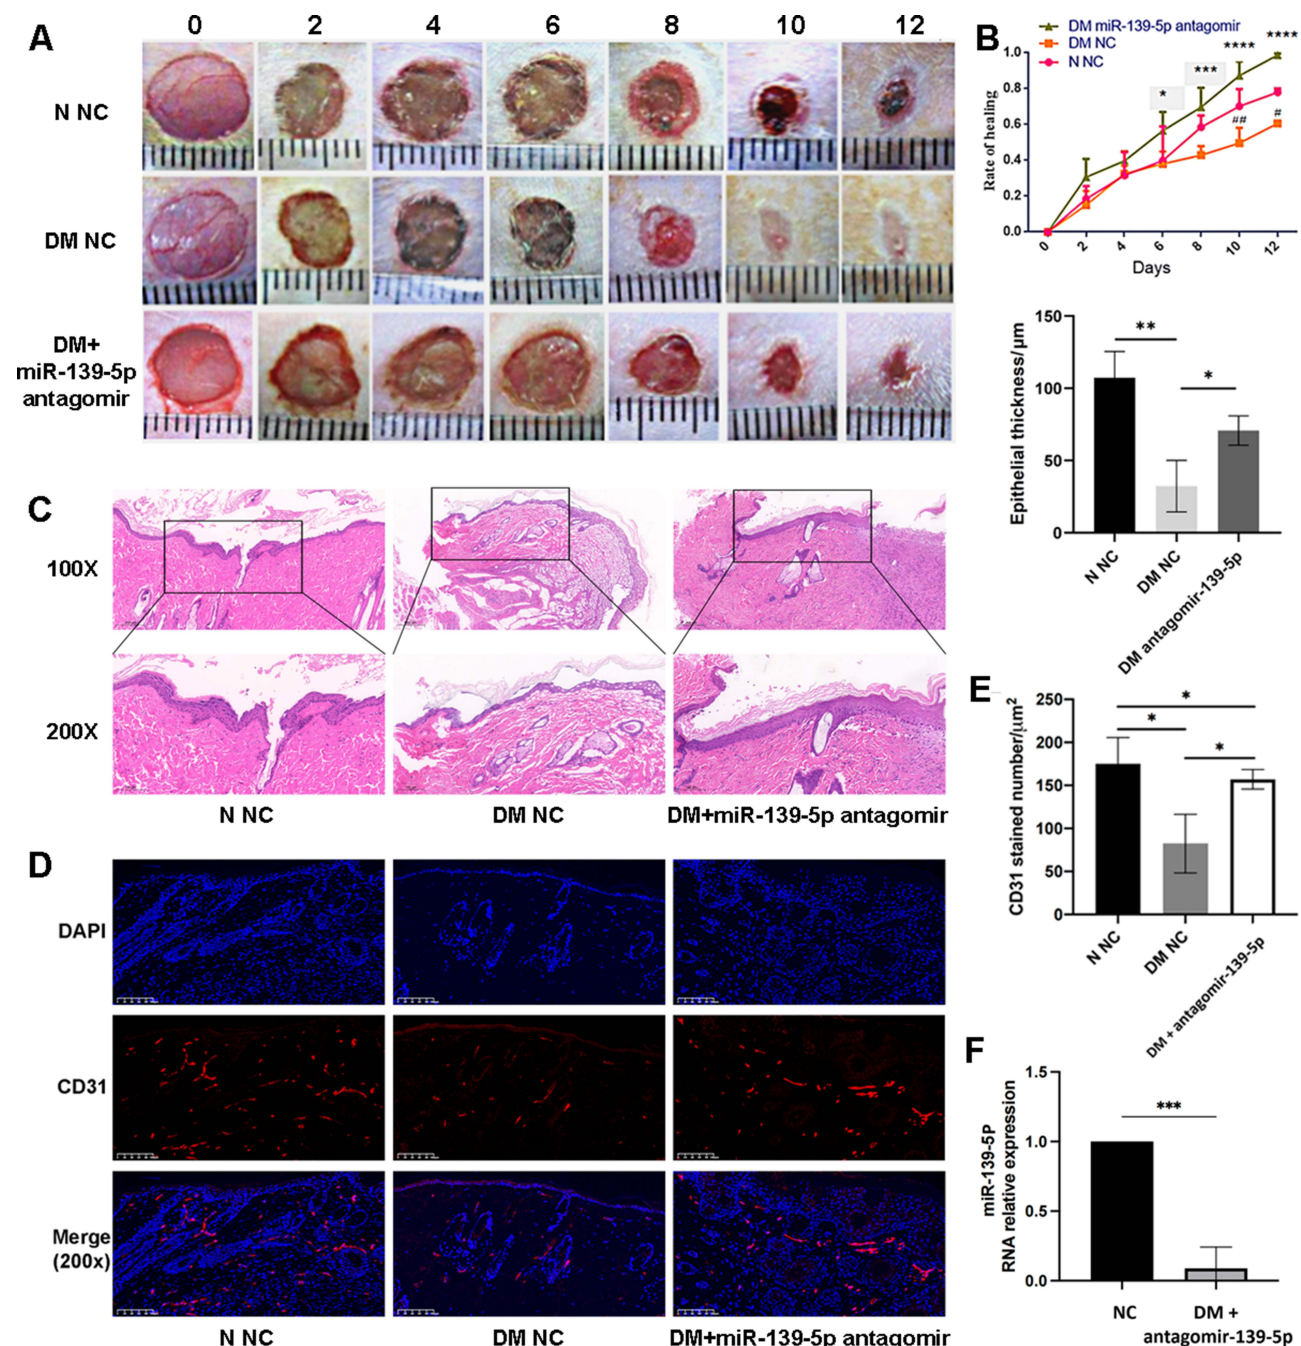 A
0 2 4 6 8 10 12
N NC
DM NC
DM+
miR-139-5p
antagomir
B
DM miR-139-5p antagomir
DM NC
N NC
Rate of healing
1.0
0.8
0.6
0.4
0.2
0.0
* *** **** ****
## #
0 2 4 6 8 10 12
Days
Epithelial thickness/μm
150
100
50
0
**
*
N NC
DM NC
DM antagomir-139-5p
C
100X
200X
N NC
DM NC
DM+miR-139-5p antagomir
D
DAPI
CD31
Merge
(200x)
N NC
DM NC
DM+miR-139-5p antagomir
E
CD31 stained number/μm²
250
200
150
100
50
0
*
*
*
N NC
DM NC
DM + antagomir-139-5p
F
miR-139-5P
RNA relative expression
1.5
1.0
0.5
0.0
***
NC
DM +
antagomir-139-5p